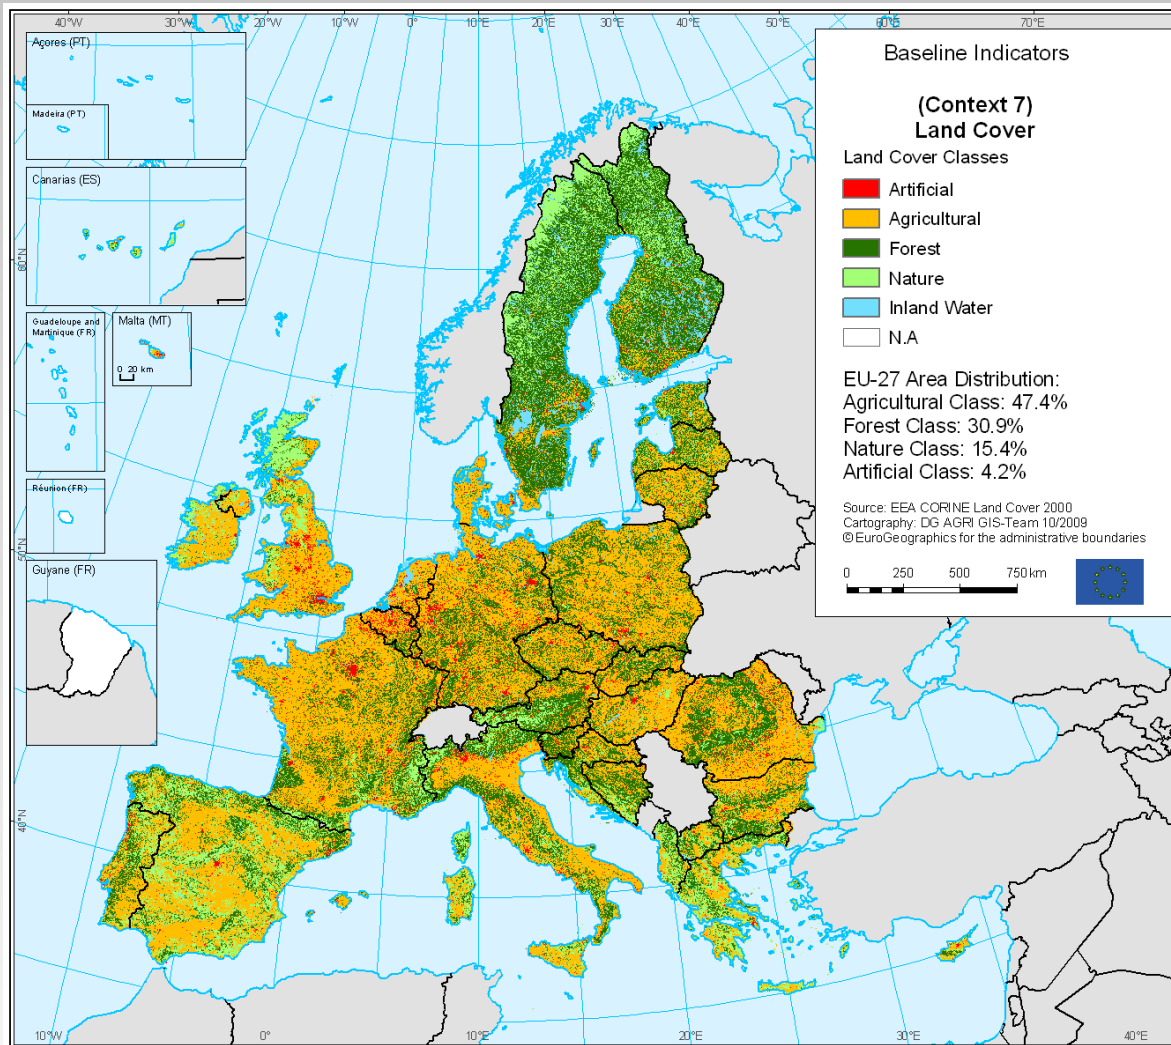 40°W 30°W 20°W 10°W 0° 10°E 20°E 30°E 40°E 50°E 60°E 70°E
Açores (PT)
Madeira (PT)
Canarias (ES)
Guadeloupe and
Martinique (FR)
Malta (MT)
0 20 km
Réunion (FR)
Guyane (FR)
60°N
50°N
40°N
Baseline Indicators
(Context 7)
Land Cover
Land Cover Classes
Artificial
Agricultural
Forest
Nature
Inland Water
N.A
EU-27 Area Distribution:
Agricultural Class: 47.4%
Forest Class: 30.9%
Nature Class: 15.4%
Artificial Class: 4.2%
Source: EEA CORINE Land Cover 2000
Cartography: DG AGRI GIS-Team 10/2009
© EuroGeographics for the administrative boundaries
0 250 500 750 km
10°W 0° 10°E 20°E 30°E 40°E